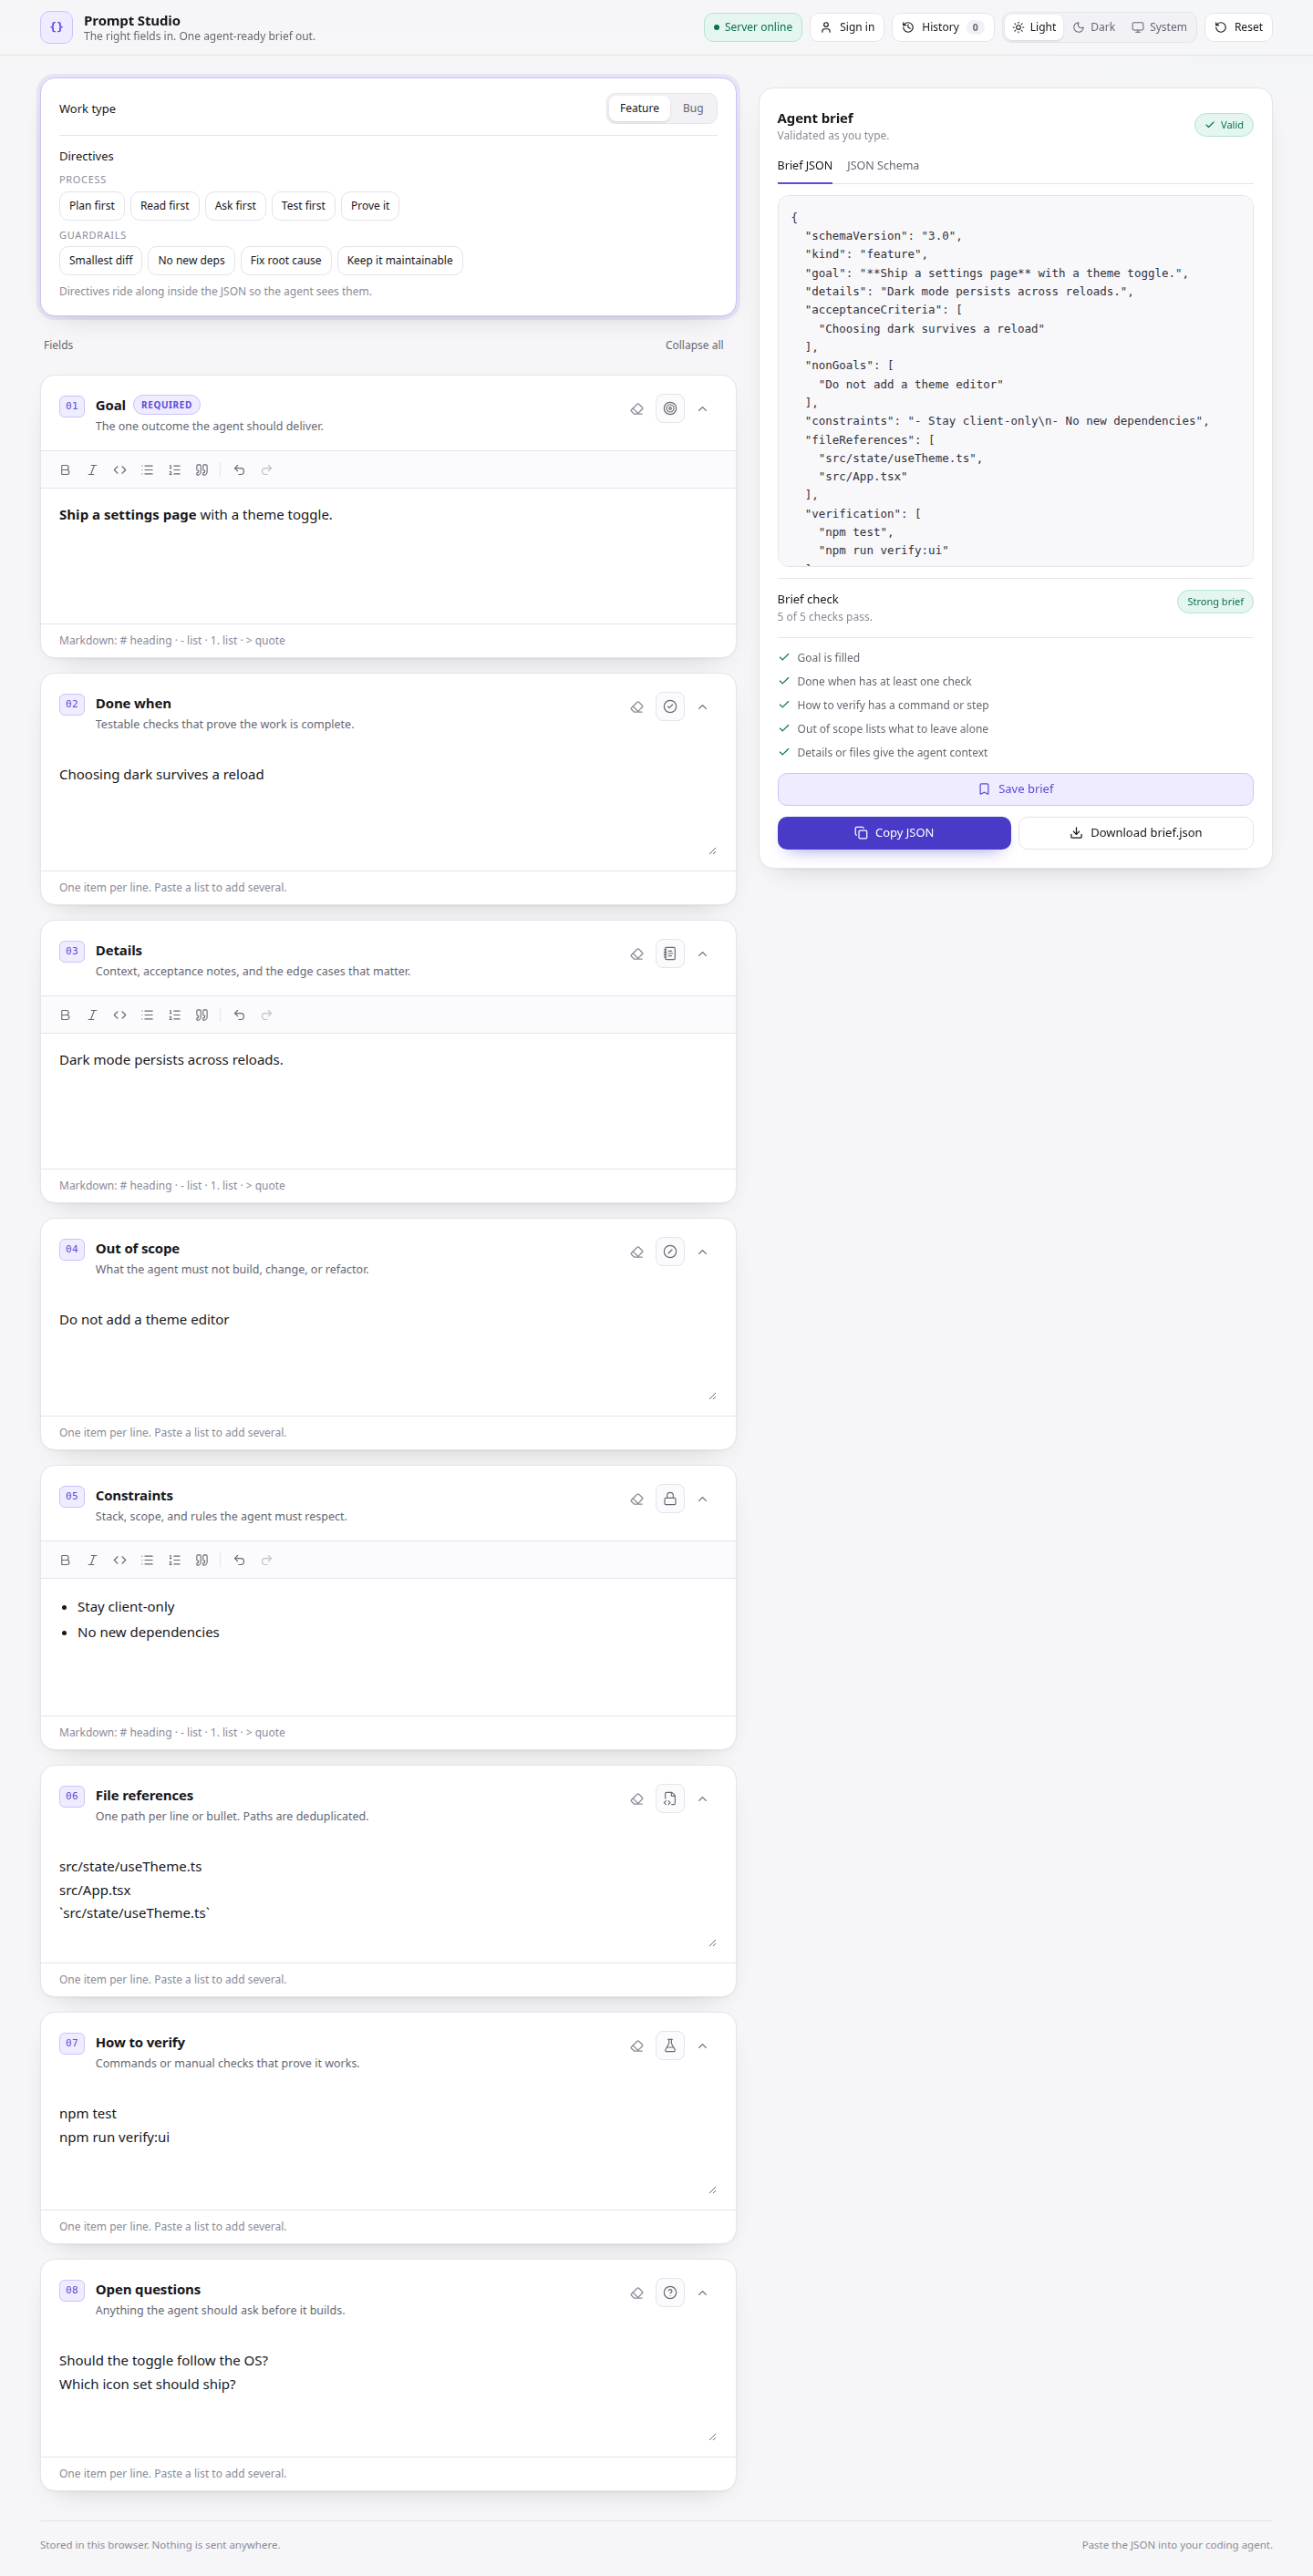 {} Prompt Studio
The right fields in. One agent-ready brief out.
Server online
Sign in
History 0
Light
Dark
System
Reset
Work type
Feature
Bug
Directives
PROCESS
Plan first
Read first
Ask first
Test first
Prove it
GUARDRAILS
Smallest diff
No new deps
Fix root cause
Keep it maintainable
Directives ride along inside the JSON so the agent sees them.
Fields
Collapse all
01 Goal REQUIRED
The one outcome the agent should deliver.
Ship a settings page with a theme toggle.
Markdown: # heading · - list · 1. list · > quote
02 Done when
Testable checks that prove the work is complete.
Choosing dark survives a reload
One item per line. Paste a list to add several.
03 Details
Context, acceptance notes, and the edge cases that matter.
Dark mode persists across reloads.
Markdown: # heading · - list · 1. list · > quote
04 Out of scope
What the agent must not build, change, or refactor.
Do not add a theme editor
One item per line. Paste a list to add several.
05 Constraints
Stack, scope, and rules the agent must respect.
• Stay client-only
• No new dependencies
Markdown: # heading · - list · 1. list · > quote
06 File references
One path per line or bullet. Paths are deduplicated.
src/state/useTheme.ts
src/App.tsx
`src/state/useTheme.ts`
One item per line. Paste a list to add several.
07 How to verify
Commands or manual checks that prove it works.
npm test
npm run verify:ui
One item per line. Paste a list to add several.
08 Open questions
Anything the agent should ask before it builds.
Should the toggle follow the OS?
Which icon set should ship?
One item per line. Paste a list to add several.
Agent brief
Validated as you type.
Valid
Brief JSON
JSON Schema
{
  "schemaVersion": "3.0",
  "kind": "feature",
  "goal": "**Ship a settings page** with a theme toggle.",
  "details": "Dark mode persists across reloads.",
  "acceptanceCriteria": [
    "Choosing dark survives a reload"
  ],
  "nonGoals": [
    "Do not add a theme editor"
  ],
  "constraints": "- Stay client-only\n- No new dependencies",
  "fileReferences": [
    "src/state/useTheme.ts",
    "src/App.tsx"
  ],
  "verification": [
    "npm test",
    "npm run verify:ui"
Brief check
5 of 5 checks pass.
Strong brief
Goal is filled
Done when has at least one check
How to verify has a command or step
Out of scope lists what to leave alone
Details or files give the agent context
Save brief
Copy JSON
Download brief.json
Stored in this browser. Nothing is sent anywhere.
Paste the JSON into your coding agent.